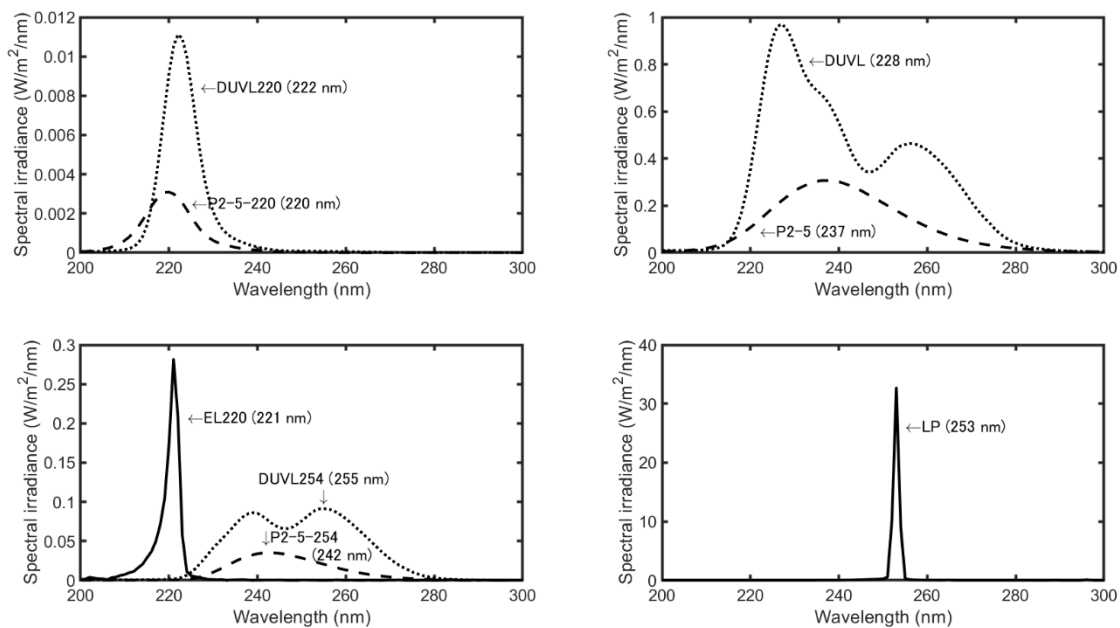 Spectral irradiance (W/m²/nm)
0.012
0.01
0.008
0.006
0.004
0.002
0
←DUVL220 (222 nm)
←P2-5-220 (220 nm)
200 220 240 260 280 300
Wavelength (nm)
Spectral irradiance (W/m²/nm)
1
0.8
0.6
0.4
0.2
0
←DUVL (228 nm)
←P2-5 (237 nm)
200 220 240 260 280 300
Wavelength (nm)
Spectral irradiance (W/m²/nm)
0.3
0.25
0.2
0.15
0.1
0.05
0
←EL220 (221 nm)
DUVL254 (255 nm)
↓
↓P2-5-254
(242 nm)
200 220 240 260 280 300
Wavelength (nm)
Spectral irradiance (W/m²/nm)
40
30
20
10
0
←LP (253 nm)
200 220 240 260 280 300
Wavelength (nm)